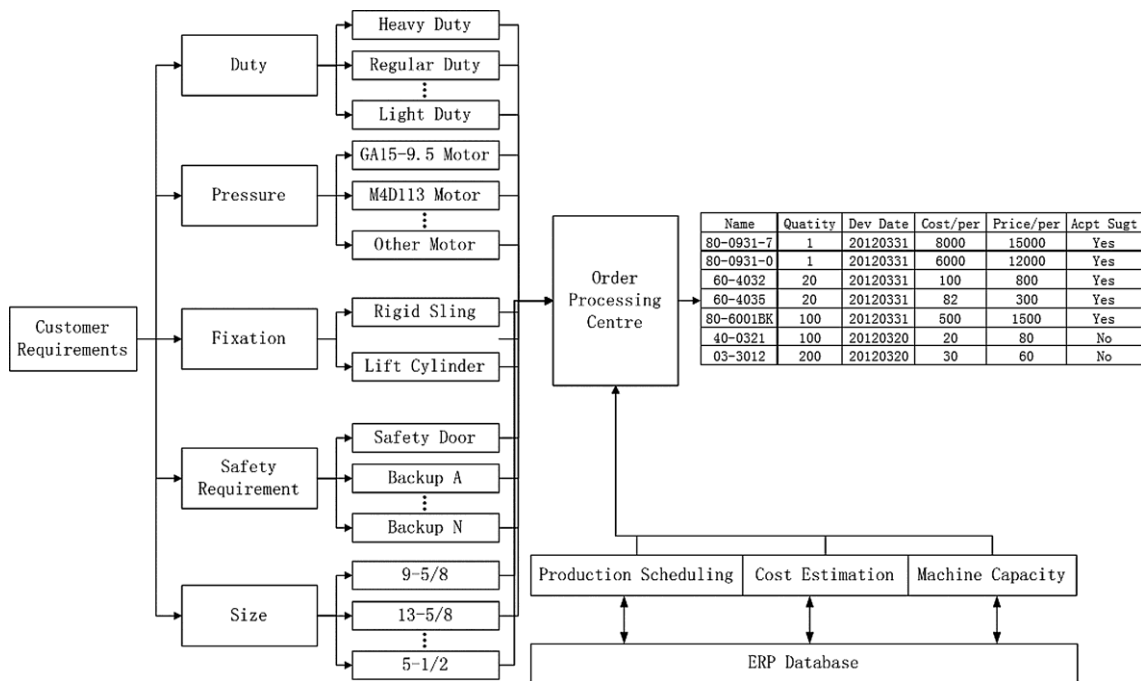 Customer
Requirements
Duty
Pressure
Fixation
Safety
Requirement
Size
Heavy Duty
Regular Duty
Light Duty
GA15-9.5 Motor
M4D113 Motor
Other Motor
Rigid Sling
Lift Cylinder
Safety Door
Backup A
Backup N
9-5/8
13-5/8
5-1/2
Order
Processing
Centre
Name Quatity Dev Date Cost/per Price/per Acpt Sugt
80-0931-7 1 20120331 8000 15000 Yes
80-0931-0 1 20120331 6000 12000 Yes
60-4032 20 20120331 100 800 Yes
60-4035 20 20120331 82 300 Yes
80-6001BK 100 20120331 500 1500 Yes
40-0321 100 20120320 20 80 No
03-3012 200 20120320 30 60 No
Production Scheduling Cost Estimation Machine Capacity
ERP Database